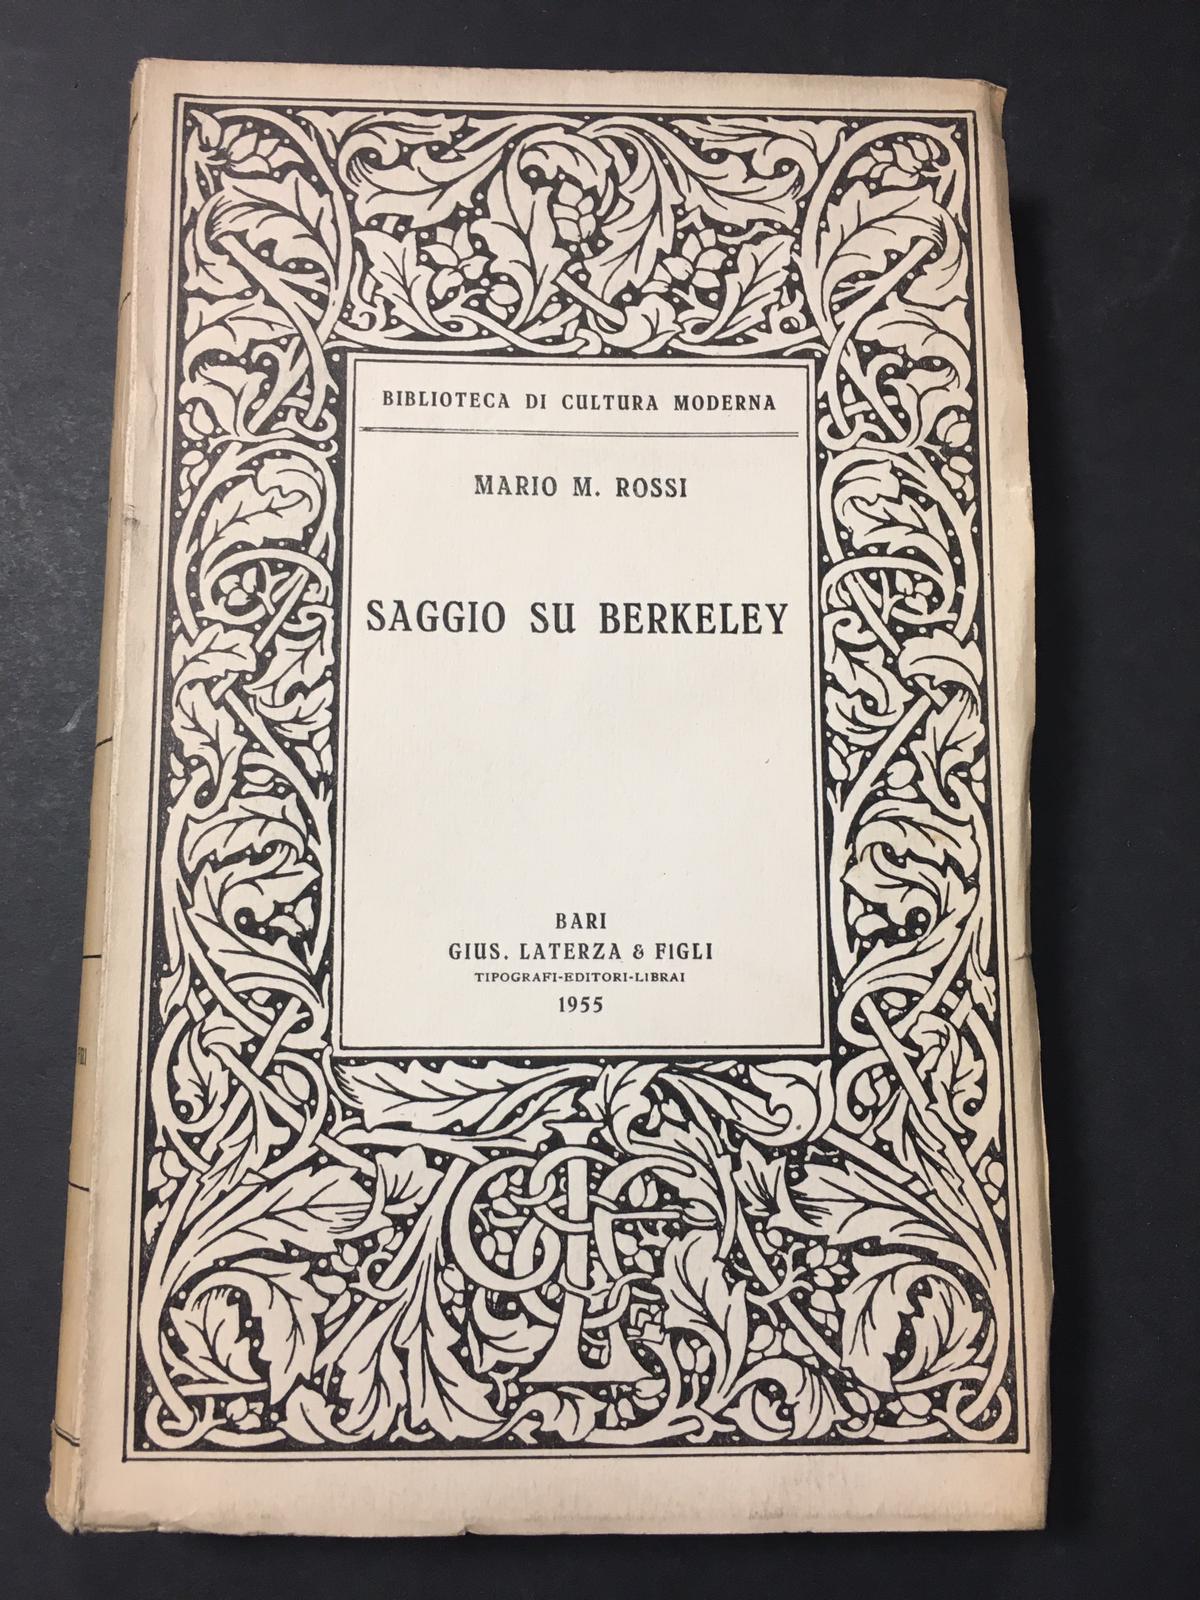 BIBLIOTECA DI CULTURA MODERNA
MARIO M. ROSSI
SAGGIO SU BERKELEY
BARI
GIUS. LATERZA & FIGLI
TIPOGRAFI-EDITORI-LIBRAI
1955